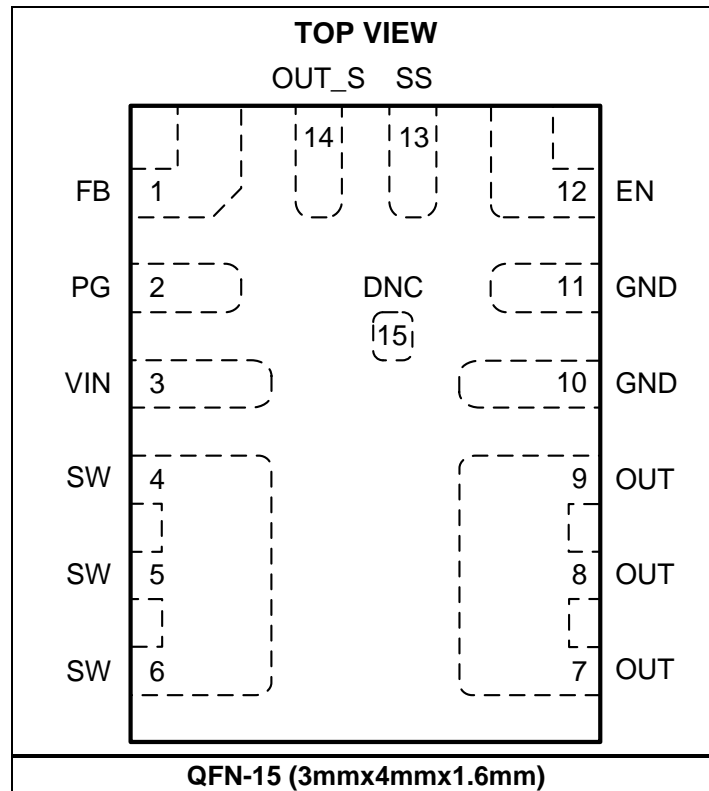 TOP VIEW
OUT_S SS
14 13
FB 1 12 EN
PG 2 DNC 11 GND
15
VIN 3 10 GND
SW 4 9 OUT
SW 5 8 OUT
SW 6 7 OUT
QFN-15 (3mmx4mmx1.6mm)